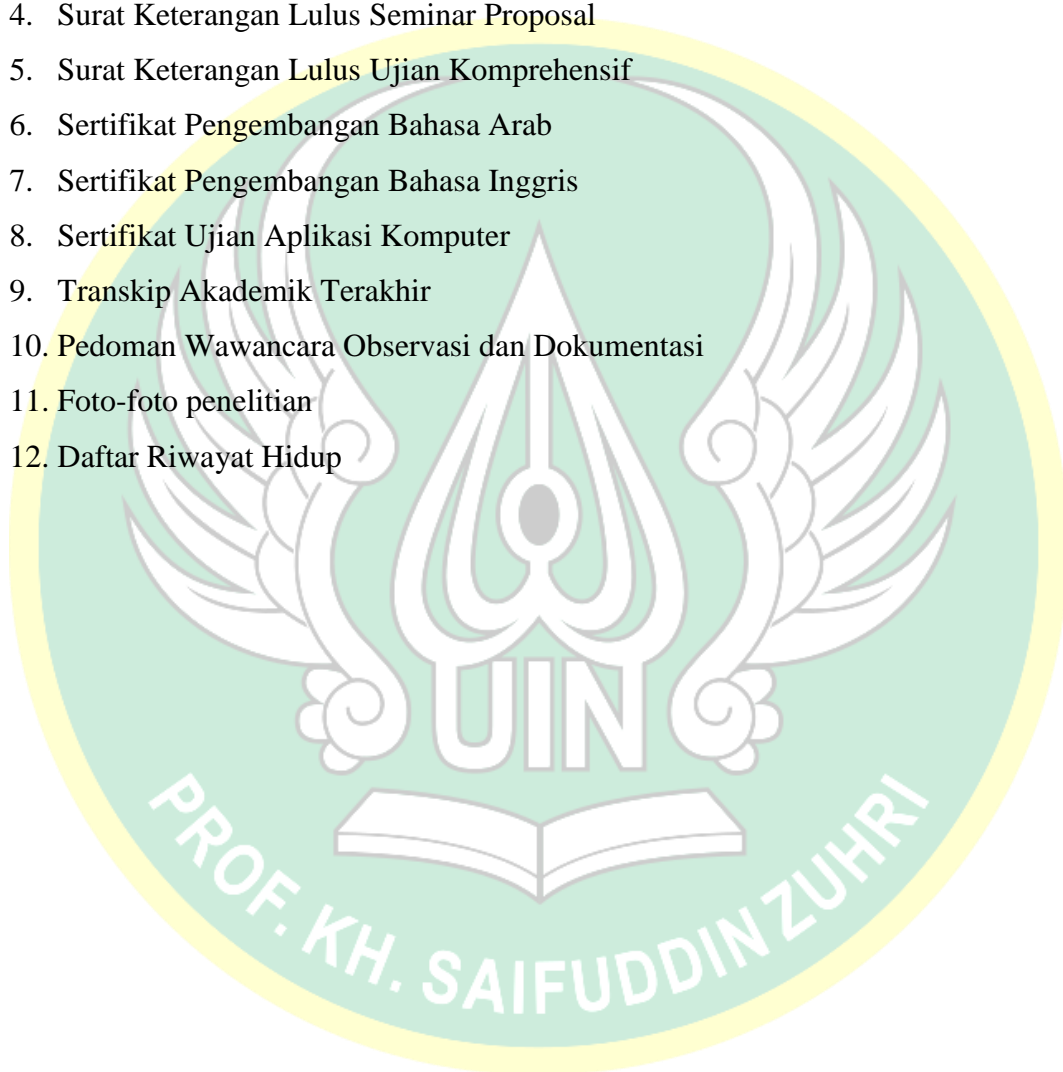 4. Surat Keterangan Lulus Seminar Proposal
5. Surat Keterangan Lulus Ujian Komprehensif
6. Sertifikat Pengembangan Bahasa Arab
7. Sertifikat Pengembangan Bahasa Inggris
8. Sertifikat Ujian Aplikasi Komputer
9. Transkip Akademik Terakhir
10. Pedoman Wawancara Observasi dan Dokumentasi
11. Foto-foto penelitian
12. Daftar Riwayat Hidup
UIN
PROF. KH. SAIFUDDIN ZUHRI